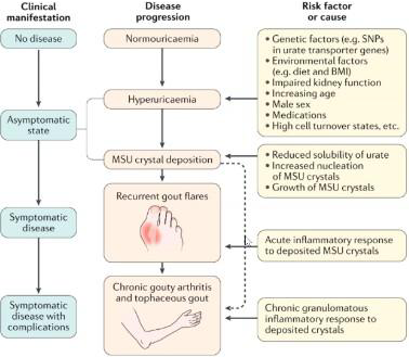 Clinical
manifestation
Disease
progression
Risk factor
or cause
No disease
Normouricaemia
• Genetic factors (e.g. SNPs
in urate transporter genes)
• Environmental factors
(e.g. diet and BMI)
• Impaired kidney function
• Increasing age
• Male sex
• Medications
• High cell turnover states, etc.
Hyperuricaemia
Asymptomatic
state
MSU crystal deposition
• Reduced solubility of urate
• Increased nucleation
of MSU crystals
• Growth of MSU crystals
Recurrent gout flares
Symptomatic
disease
Acute inflammatory response
to deposited MSU crystals
Chronic gouty arthritis
and tophaceous gout
Symptomatic
disease with
complications
Chronic granulomatous
inflammatory response to
deposited crystals